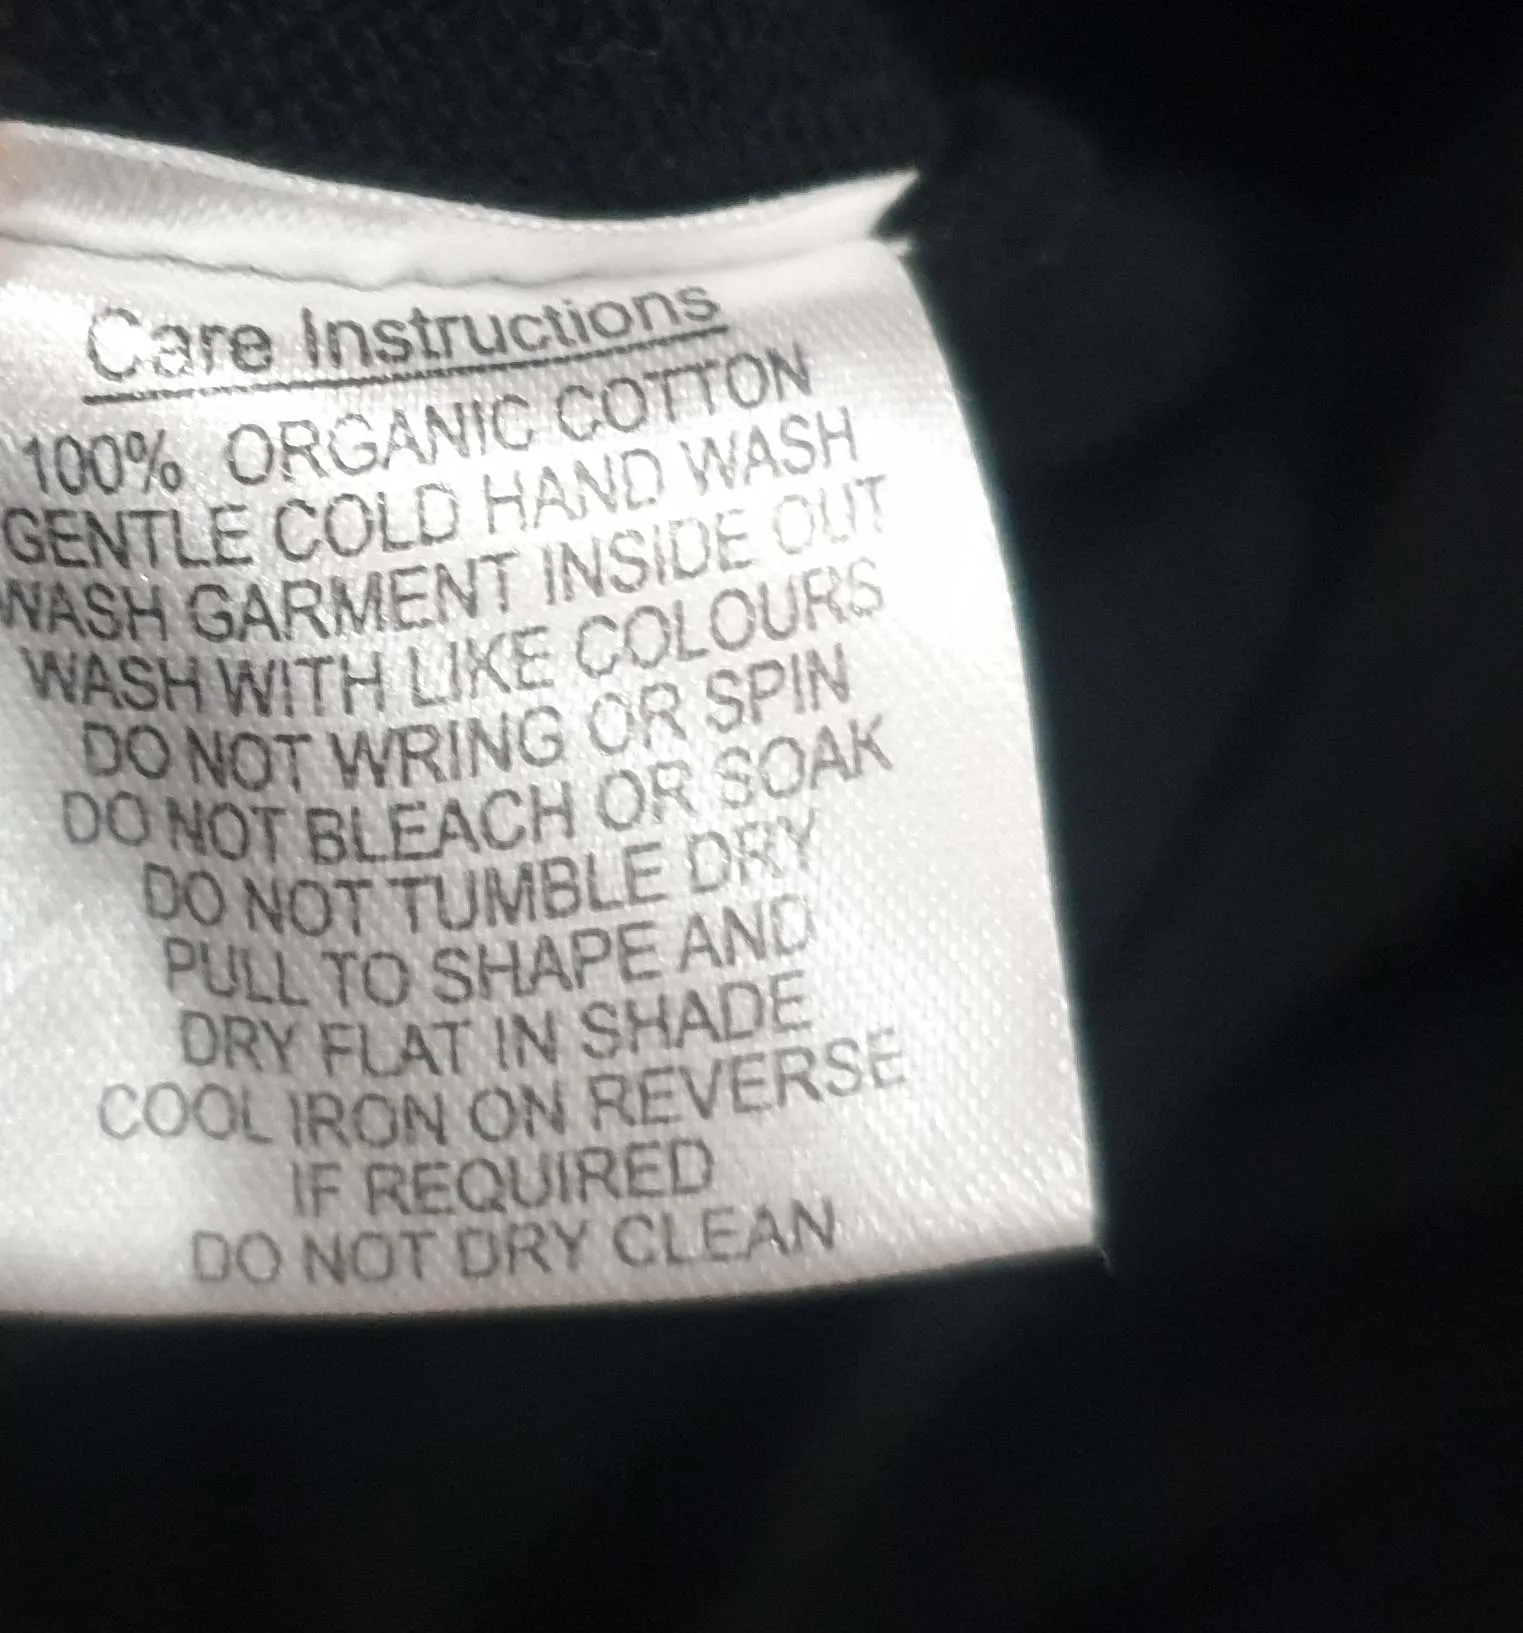 Care Instructions
100% ORGANIC COTTON
GENTLE COLD HAND WASH
WASH GARMENT INSIDE OUT
WASH WITH LIKE COLOURS
DO NOT WRING OR SPIN
DO NOT BLEACH OR SOAK
DO NOT TUMBLE DRY
PULL TO SHAPE AND
DRY FLAT IN SHADE
COOL IRON ON REVERSE
IF REQUIRED
DO NOT DRY CLEAN